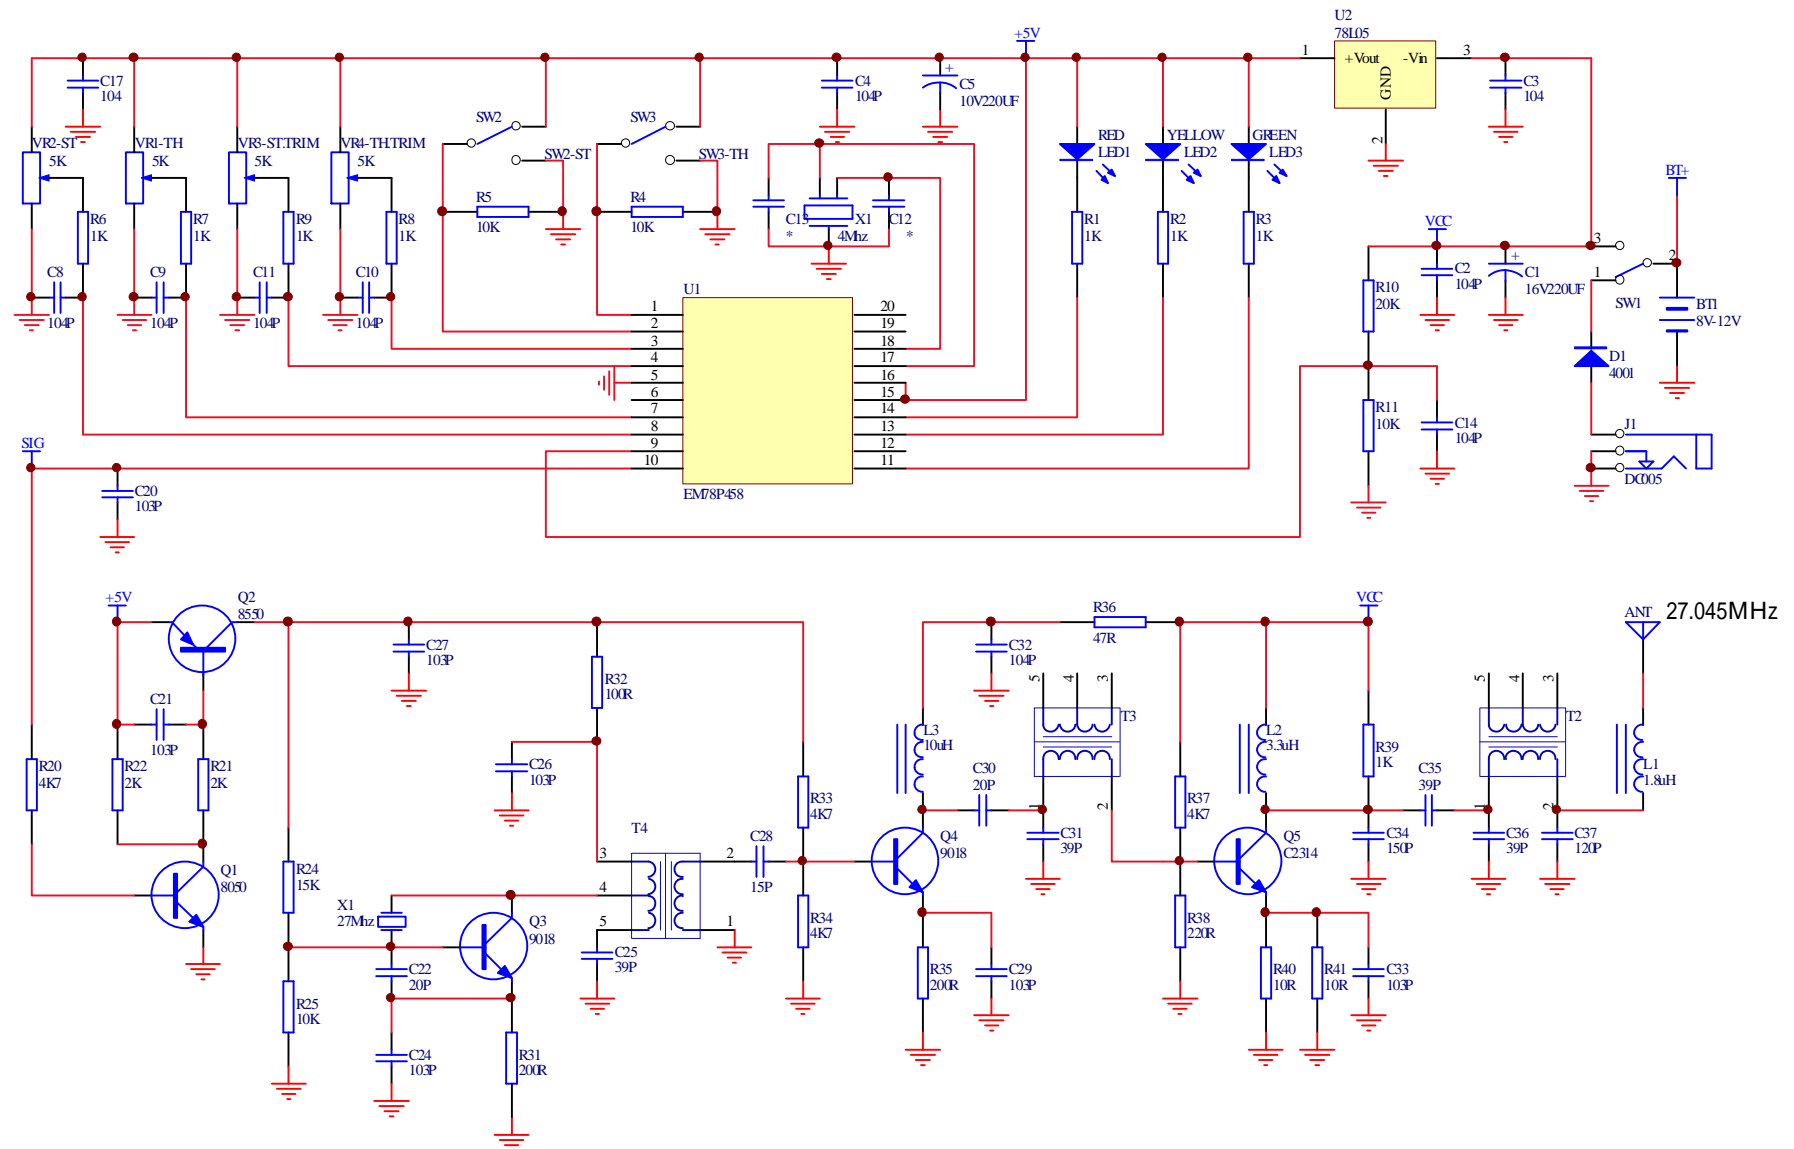 U2
78L05
+5V
1
+Vout
-Vin
3
GND
2
C17
104
C4
104P
C5
+
10V220UF
C3
104
SW2
SW2-ST
SW3
SW3-TH
RED
LED1
YELLOW
LED2
GREEN
LED3
VR2-ST
5K
VR1-TH
5K
VR3-ST.TRIM
5K
VR4-TH.TRIM
5K
BT+
R6
1K
R7
1K
R9
1K
R8
1K
R5
10K
R4
10K
C13
*
X1
4Mhz
C12
*
R1
1K
R2
1K
R3
1K
VCC
C8
104P
C9
104P
C11
104P
C10
104P
U1
1
2
3
4
5
6
7
8
9
10
20
19
18
17
16
15
14
13
12
11
EM78P458
R10
20K
C2
104P
C1
+
16V220UF
3
2
1
SW1
BT1
8V-12V
D1
4001
R11
10K
C14
104P
J1
DC005
SIG
C20
103P
+5V
Q2
8550
C27
103P
R32
100R
C32
104P
R36
47R
VCC
ANT
27.045MHz
C21
103P
R20
4K7
R22
2K
R21
2K
C26
103P
R33
4K7
L3
10uH
C30
20P
5
4
3
T3
1
2
R37
4K7
L2
3.3uH
R39
1K
C35
39P
5
4
3
T2
1
2
L1
1.8uH
Q1
8050
R24
15K
X1
27Mhz
Q3
9018
T4
3
4
5
2
1
C28
15P
Q4
9018
C31
39P
Q5
C2314
C34
150P
C36
39P
C37
120P
R34
4K7
R38
220R
C25
39P
R25
10K
C22
20P
C24
103P
R31
200R
R35
200R
C29
103P
R40
10R
R41
10R
C33
103P